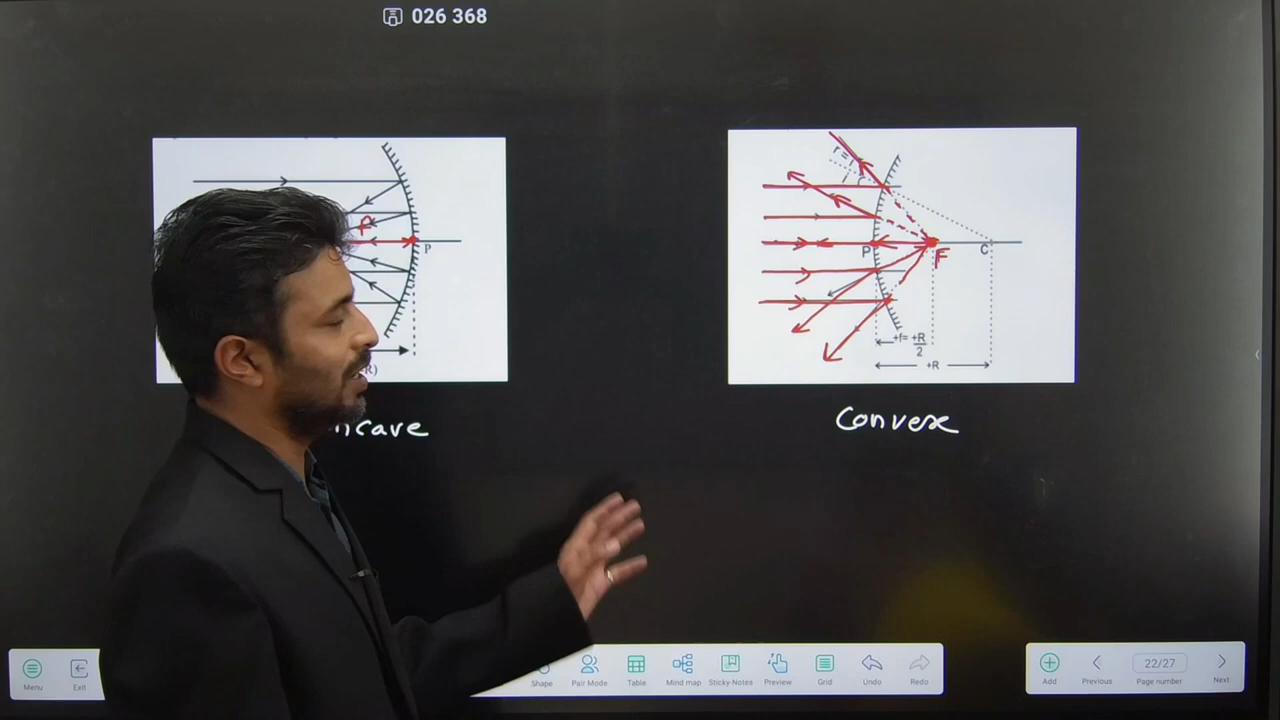 026 368
P
P
R)
ncave
r = i
P
F
C
+f= +R
2
+R
Convex
Menu
Exit
Shape
Pair Mode
Table
Mind map
Sticky-Notes
Preview
Grid
Undo
Redo
Add
Previous
22/27
Page number
Next